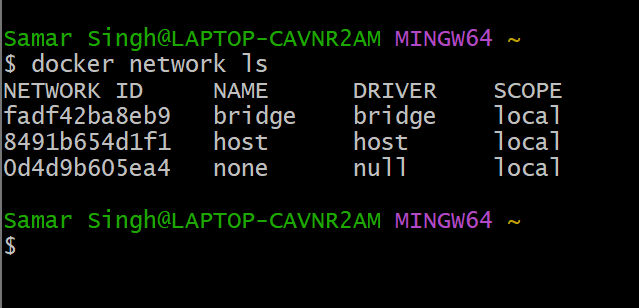 Samar Singh@LAPTOP-CAVNR2AM MINGW64 ~
$ docker network ls
NETWORK ID     NAME      DRIVER    SCOPE
fadf42ba8eb9   bridge    bridge    local
8491b654d1f1   host      host      local
0d4d9b605ea4   none      null      local
Samar Singh@LAPTOP-CAVNR2AM MINGW64 ~
$